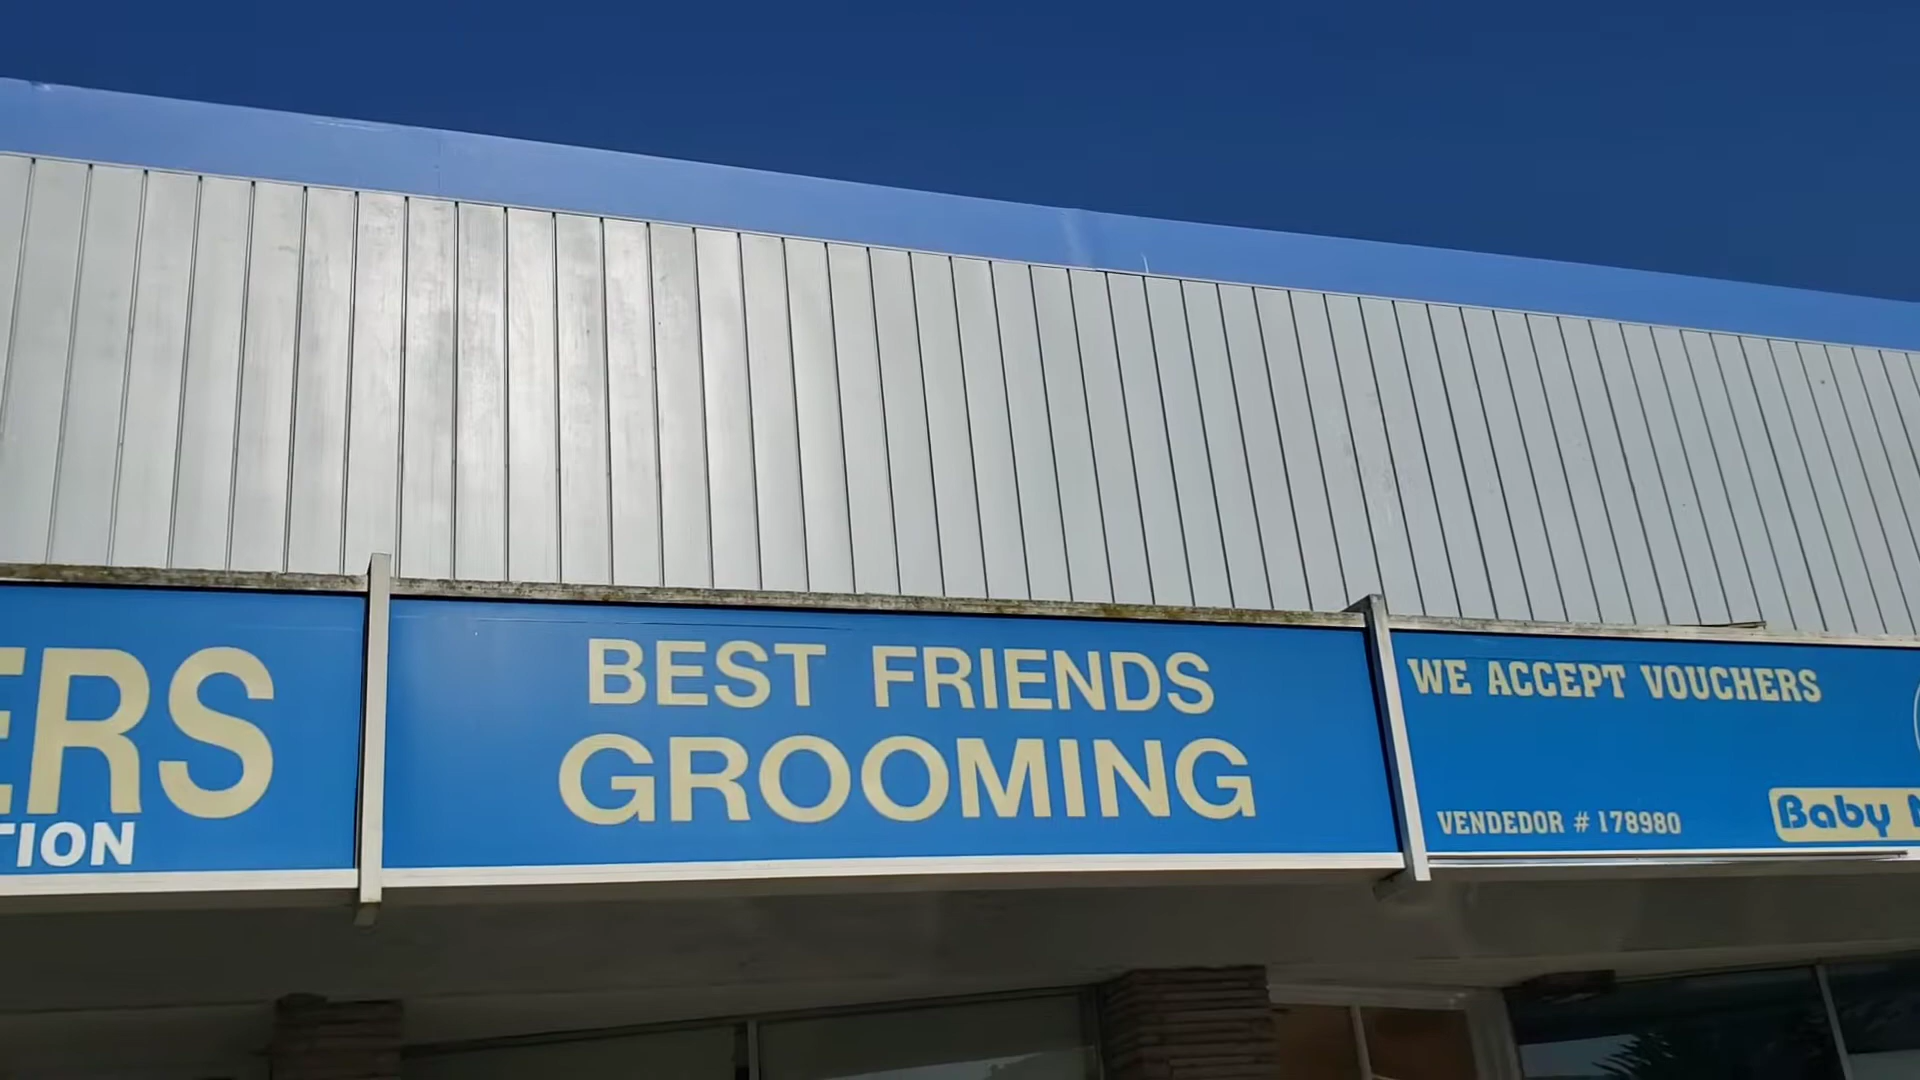 ERS
TION
BEST FRIENDS
GROOMING
WE ACCEPT VOUCHERS
VENDEDOR # 178980
Baby